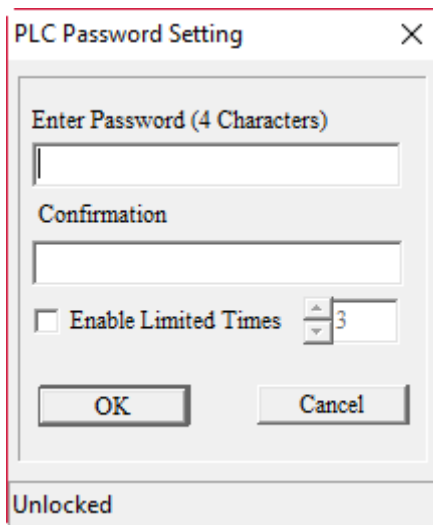 PLC Password Setting
Enter Password (4 Characters)
Confirmation
Enable Limited Times 3
OK Cancel
Unlocked